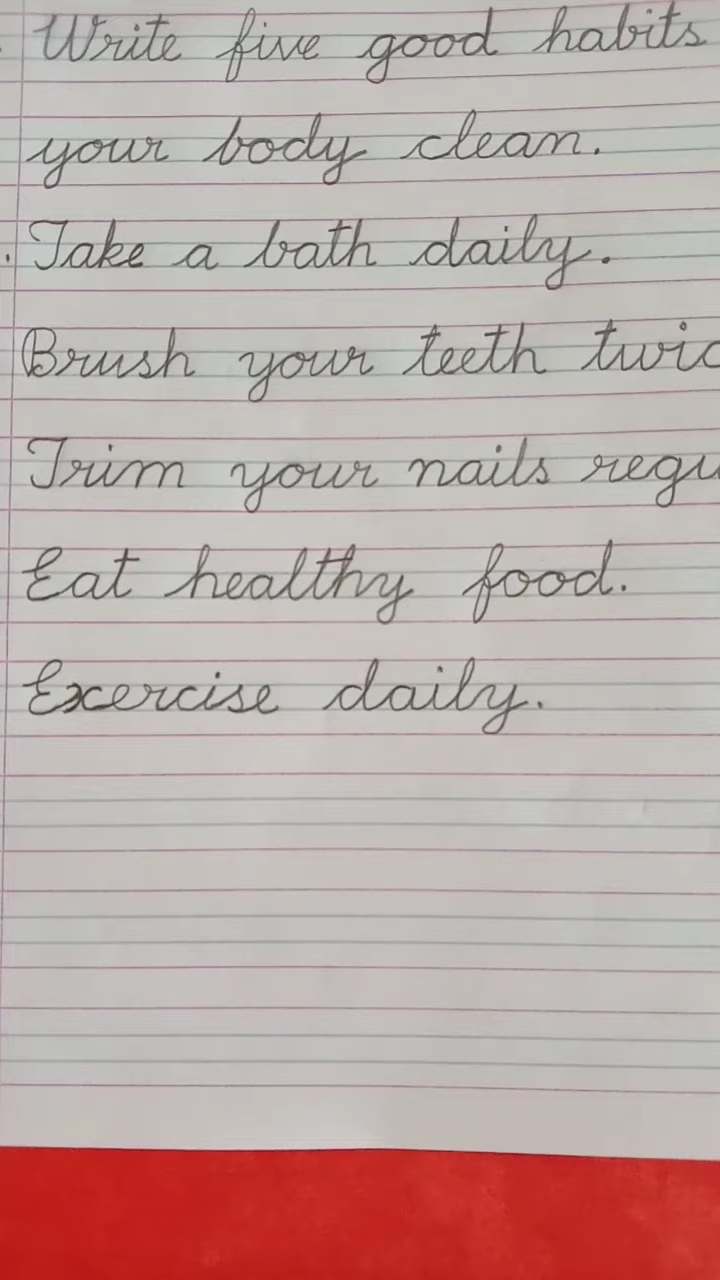 Write five good habits
your body clean.
Take a bath daily.
Brush your teeth twic
Trim your nails regu
Eat healthy food.
Exercise daily.